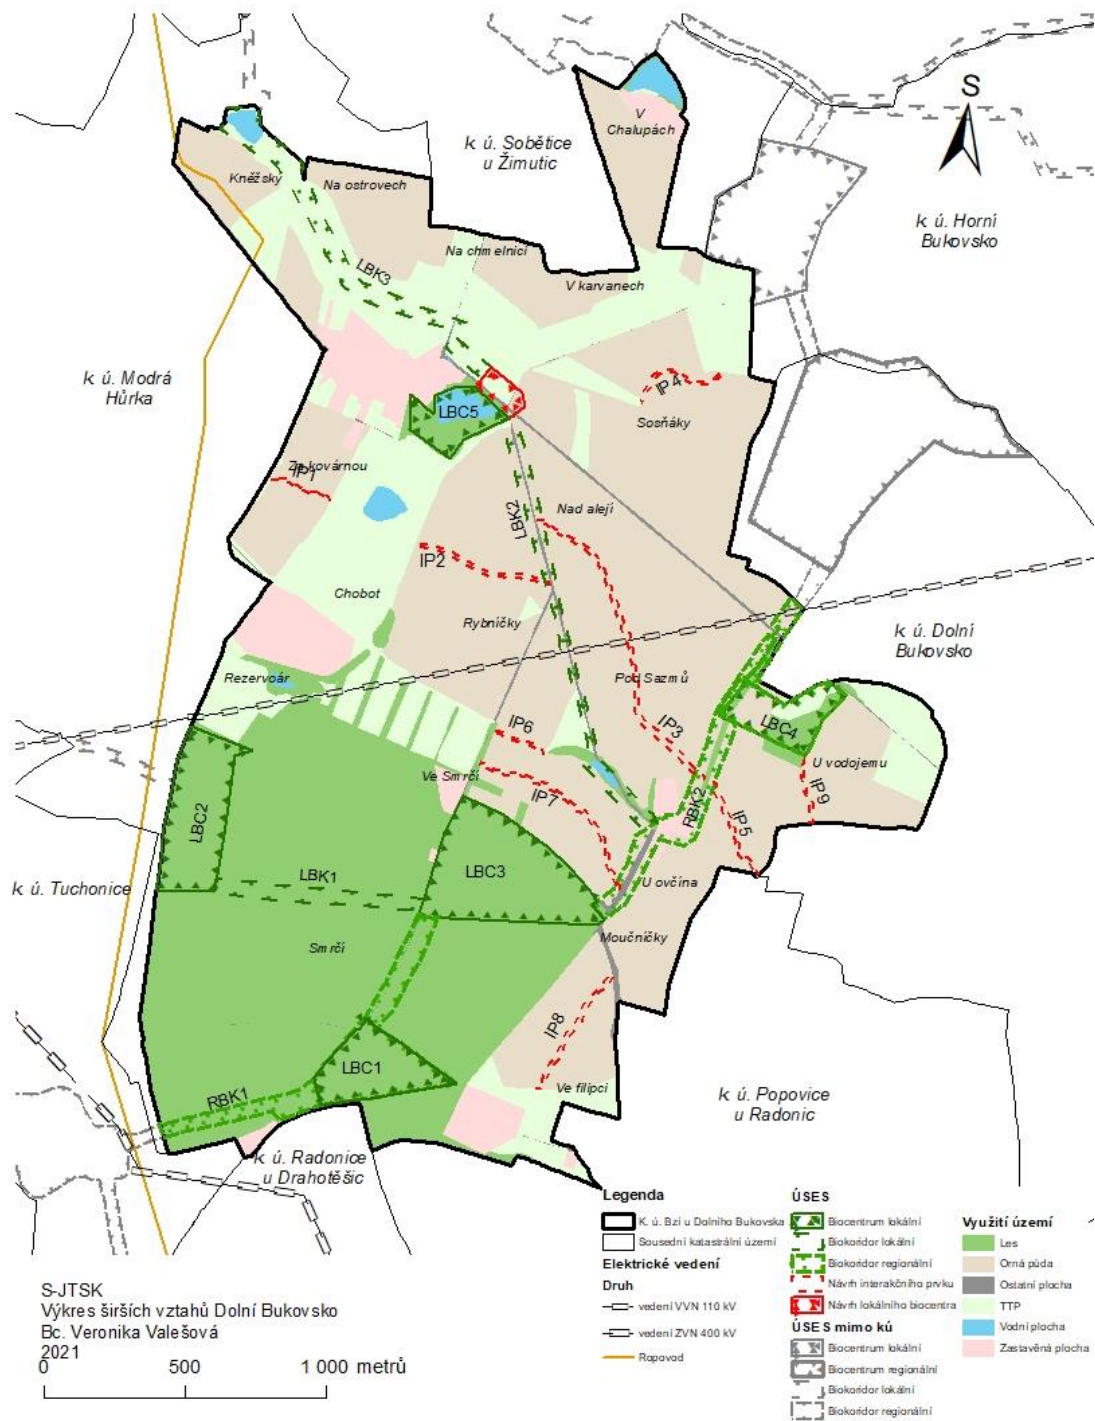 S
V
Chalupách
k. ú. Sobětice
u Žimutic
k. ú. Horní
Bukovsko
Kněžský
Na ostrovech
Na chmelnici
LBK3
V karvanech
k. ú. Modrá
Hůrka
IP4
LBC5
Sosňáky
Za kovárnou
IP1
Nad alejí
LBK2
IP2
Chobot
Rybníčky
k. ú. Dolní
Bukovsko
Rezervoár
Pod Sazmů
IP3
LBC4
IP6
U vodojemu
Ve Smrčí
IP7
IP9
RBK2
IP5
LBC2
LBK1
LBC3
k. ú. Tuchonice
U ovčína
Smrčí
Moučníčky
IP8
LBC1
Ve filipci
RBK1
k. ú. Popovice
u Radonic
k. ú. Radonice
u Drahotěšic
Legenda
K. ú. Bzí u Dolního Bukovska
Sousední katastrální území
Elektrické vedení
Druh
vedení VVN 110 kV
vedení ZVN 400 kV
Ropovod
ÚSES
Biocentrum lokální
Biokoridor lokální
Biokoridor regionální
Návrh interakčního prvku
Návrh lokálního biocentra
ÚSES mimo kú
Biocentrum lokální
Biocentrum regionální
Biokoridor lokální
Biokoridor regionální
Využití území
Les
Orná půda
Ostatní plocha
TTP
Vodní plocha
Zastavěná plocha
S-JTSK
Výkres širších vztahů Dolní Bukovsko
Bc. Veronika Valešová
2021
0 500 1 000 metrů